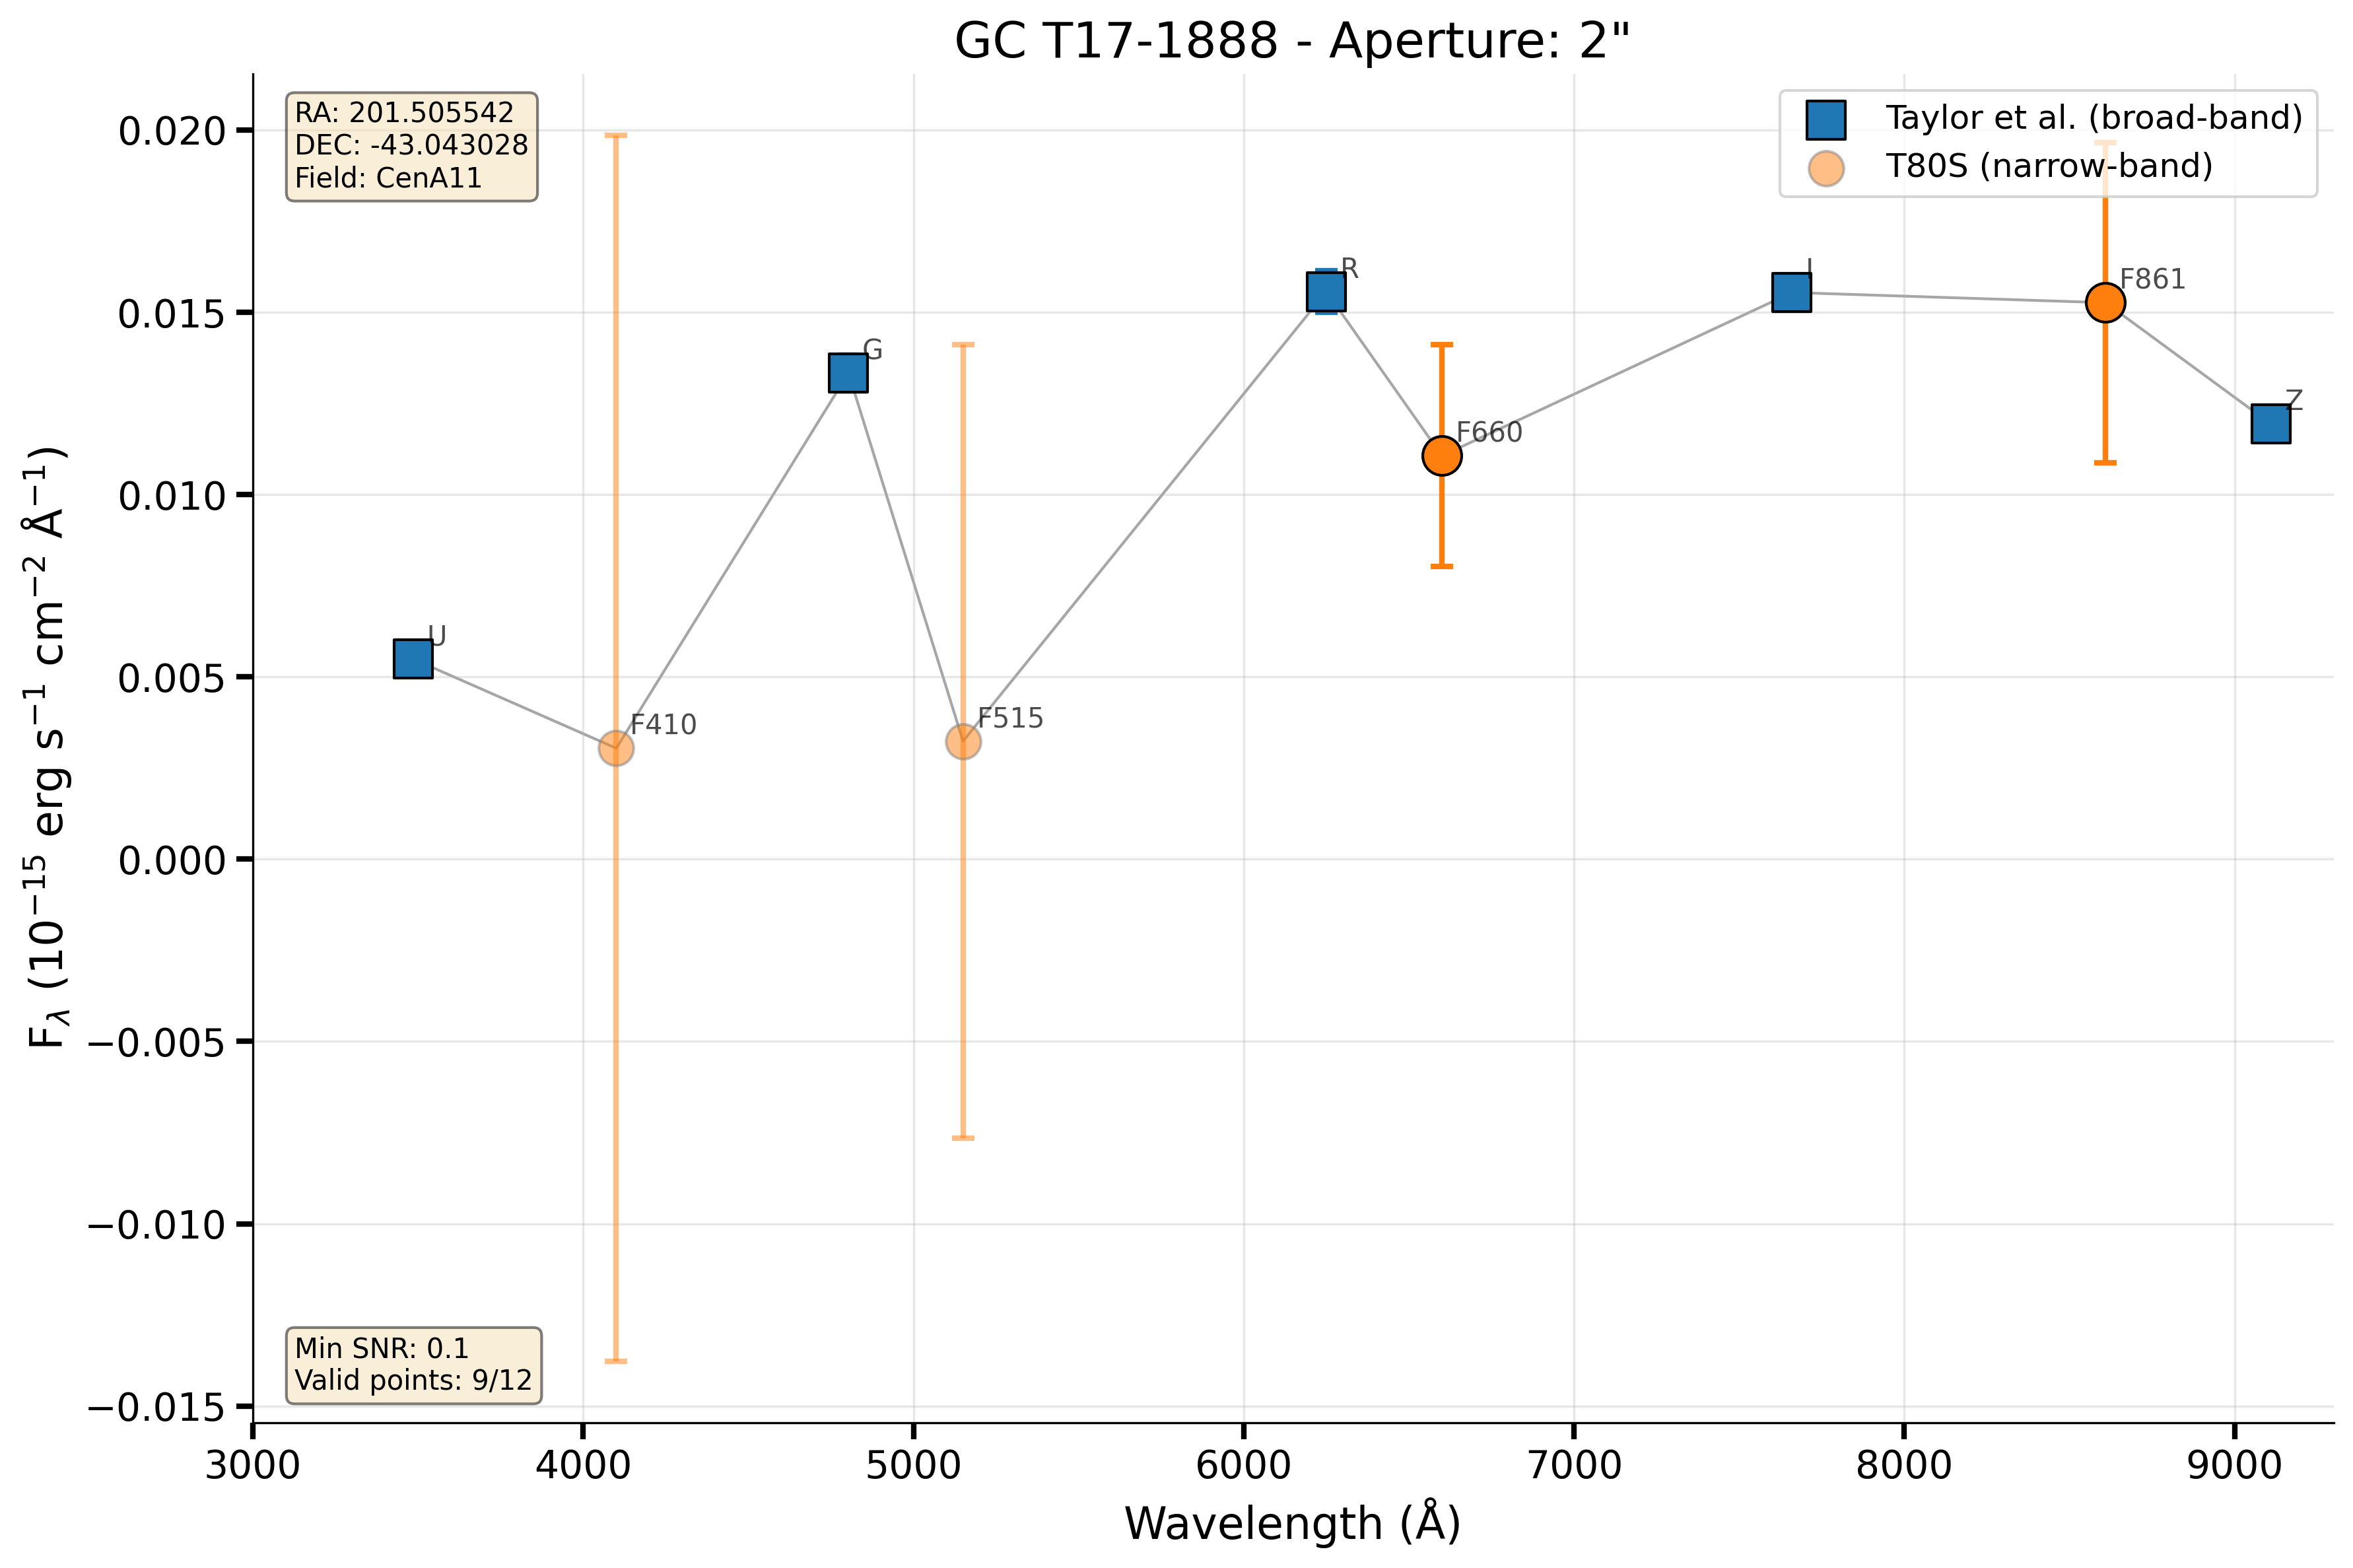 GC T17-1888 - Aperture: 2"
RA: 201.505542
DEC: -43.043028
Field: CenA11
Taylor et al. (broad-band)
T80S (narrow-band)
0.020
0.015
0.010
0.005
0.000
−0.005
−0.010
−0.015
F_λ (10⁻¹⁵ erg s⁻¹ cm⁻² Å⁻¹)
U
F410
G
F515
R
F660
I
F861
Z
Min SNR: 0.1
Valid points: 9/12
3000 4000 5000 6000 7000 8000 9000
Wavelength (Å)